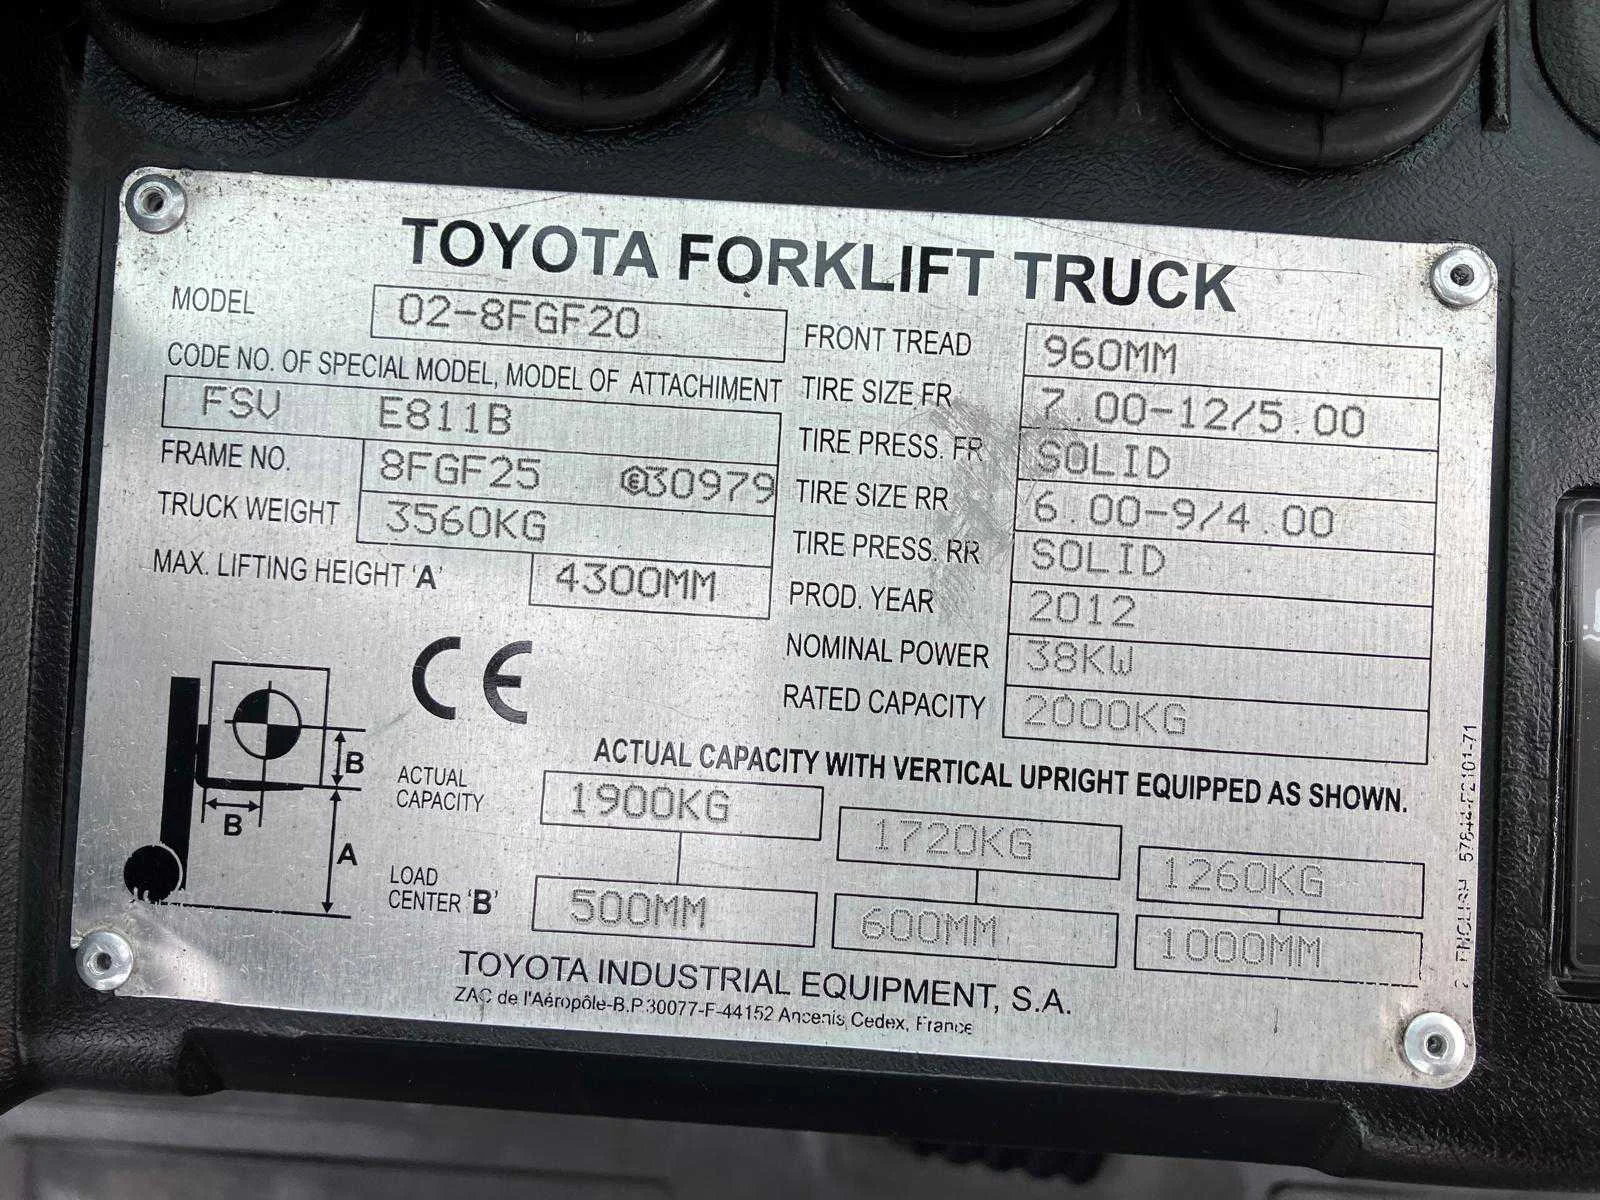 TOYOTA FORKLIFT TRUCK
MODEL 02-8FGF20
CODE NO. OF SPECIAL MODEL, MODEL OF ATTACHIMENT
FSV E811B
FRAME NO. 8FGF25 E30979
TRUCK WEIGHT 3560KG
MAX. LIFTING HEIGHT 'A' 4300MM
FRONT TREAD 960MM
TIRE SIZE FR 7.00-12/5.00
TIRE PRESS. FR SOLID
TIRE SIZE RR 6.00-9/4.00
TIRE PRESS. RR SOLID
PROD. YEAR 2012
NOMINAL POWER 38KW
RATED CAPACITY 2000KG
CE
B
B
A
ACTUAL CAPACITY WITH VERTICAL UPRIGHT EQUIPPED AS SHOWN.
ACTUAL
CAPACITY
1900KG 1720KG 1260KG
LOAD
CENTER 'B'
500MM 600MM 1000MM
TOYOTA INDUSTRIAL EQUIPMENT, S.A.
ZAC de l'Aéropôle-B.P.30077-F-44152 Ancenis, Cedex, France
ENGLISH